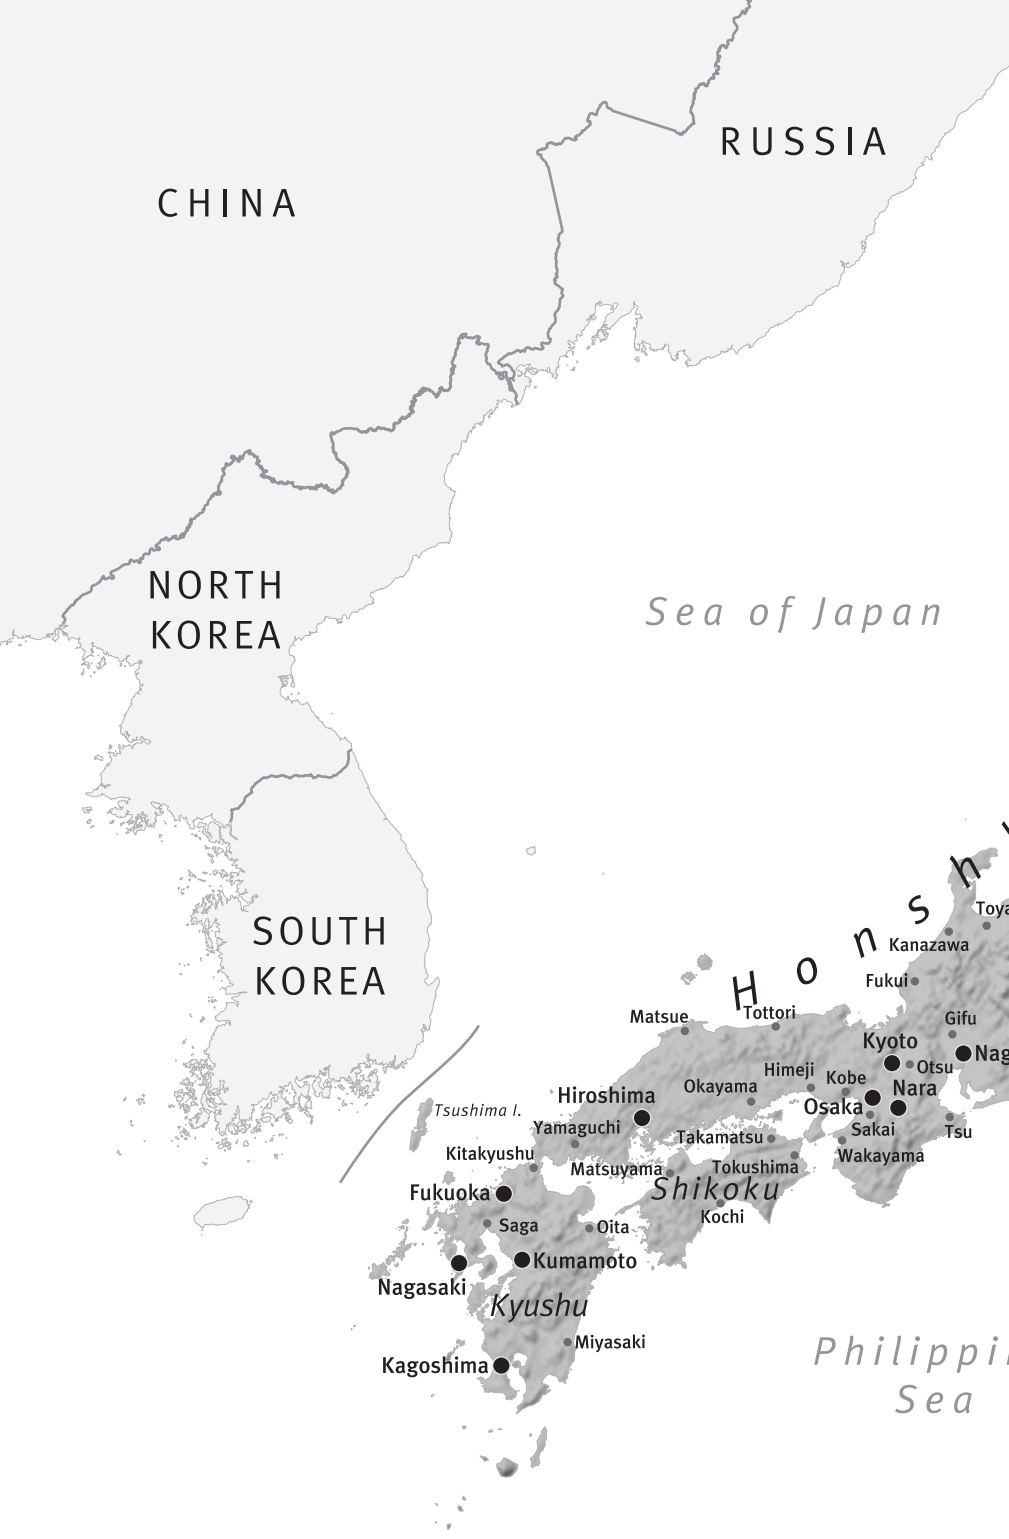 RUSSIA
CHINA
NORTH
KOREA
Sea of Japan
SOUTH
KOREA
Honsh
Toya
Kanazawa
Fukui
Matsue
Tottori
Gifu
Kyoto
Nag
Otsu
Himeji
Kobe
Okayama
Nara
Hiroshima
Osaka
Tsushima I.
Yamaguchi
Sakai
Tsu
Takamatsu
Kitakyushu
Wakayama
Matsuyama
Tokushima
Shikoku
Fukuoka
Kochi
Saga
Oita
Kumamoto
Nagasaki
Kyushu
Miyasaki
Philippi
Sea
Kagoshima